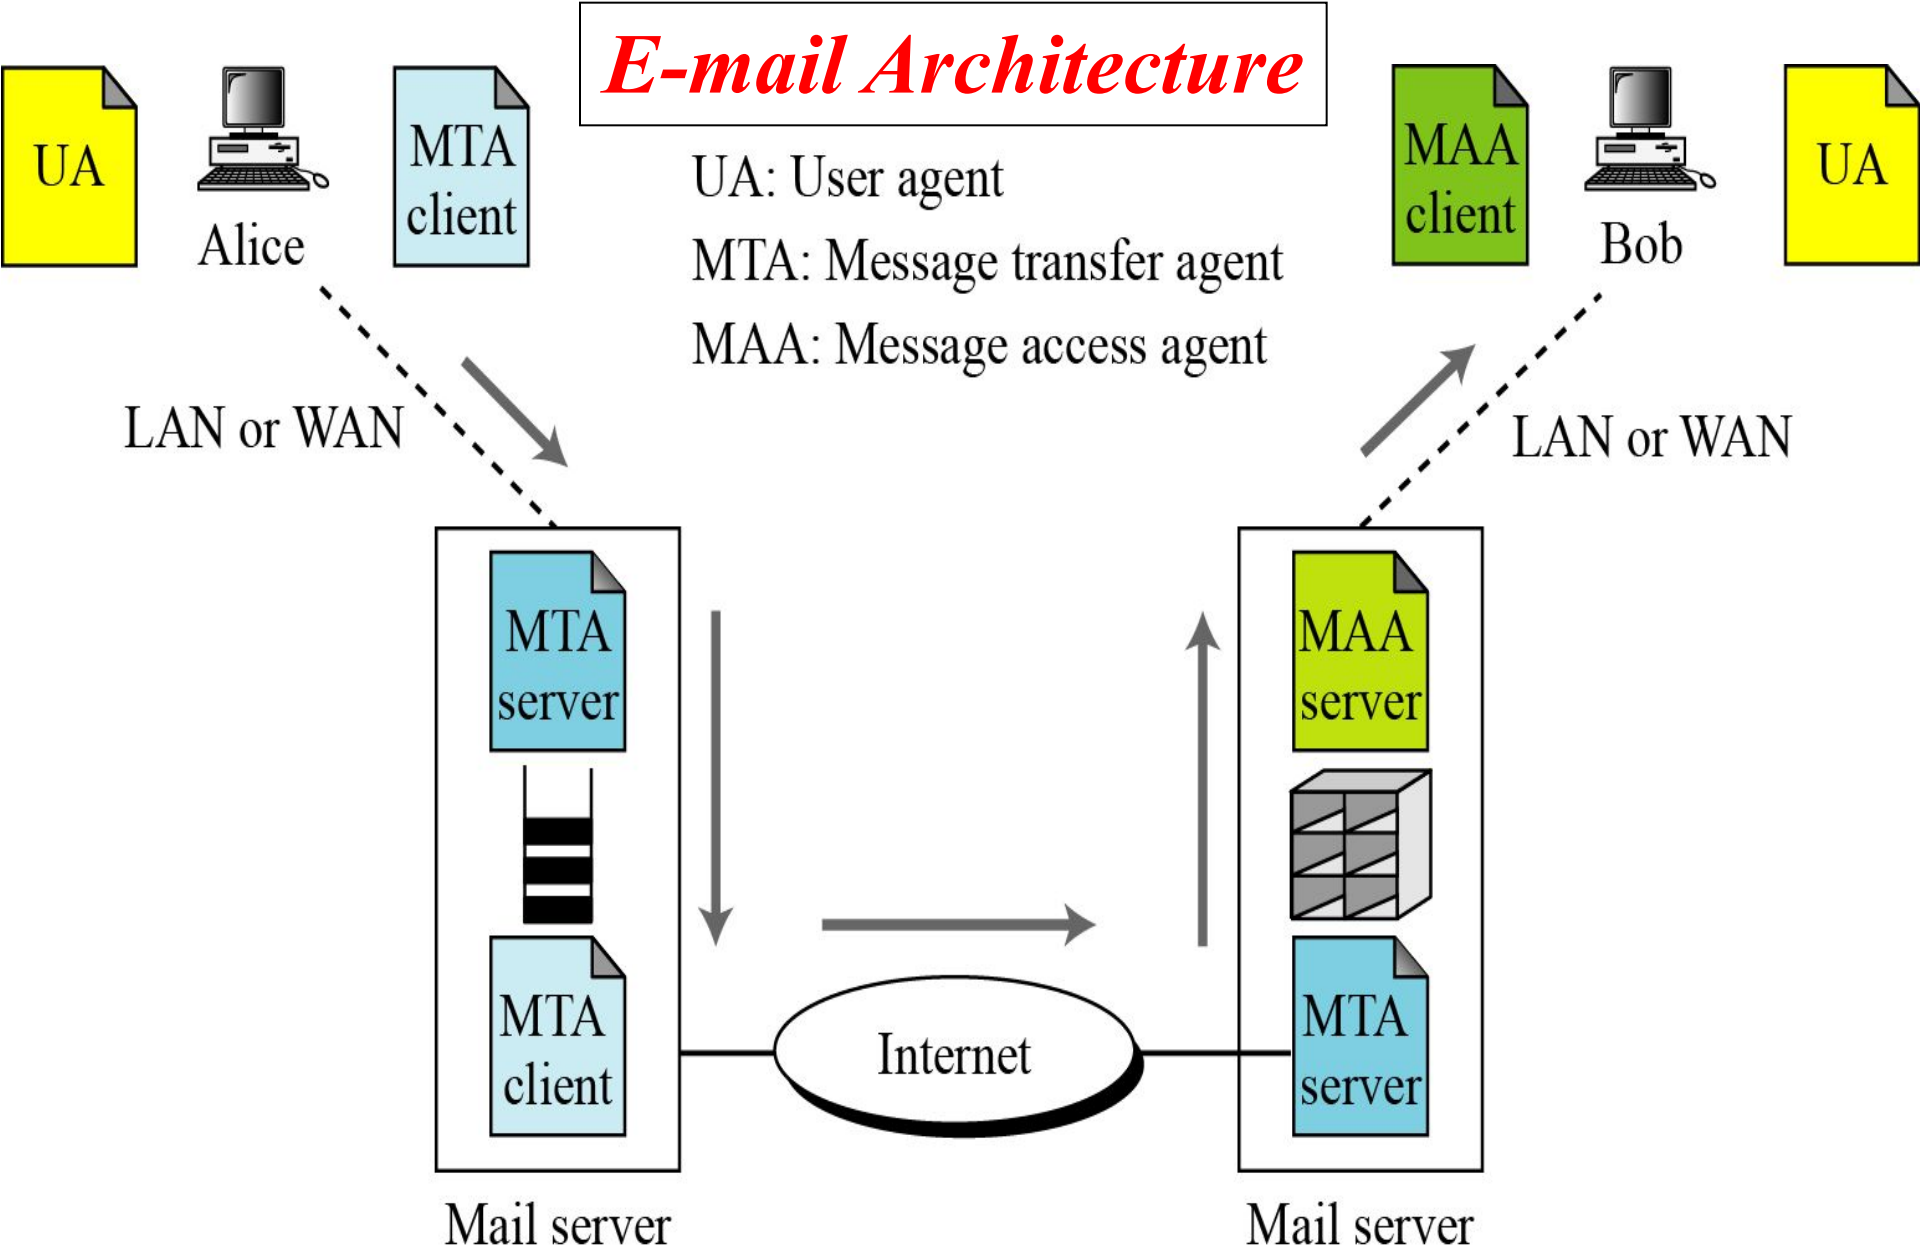 E-mail Architecture
UA
Alice
MTA
client
UA: User agent
MTA: Message transfer agent
MAA: Message access agent
MAA
client
Bob
UA
LAN or WAN
LAN or WAN
MTA
server
MTA
client
Mail server
Internet
MAA
server
MTA
server
Mail server